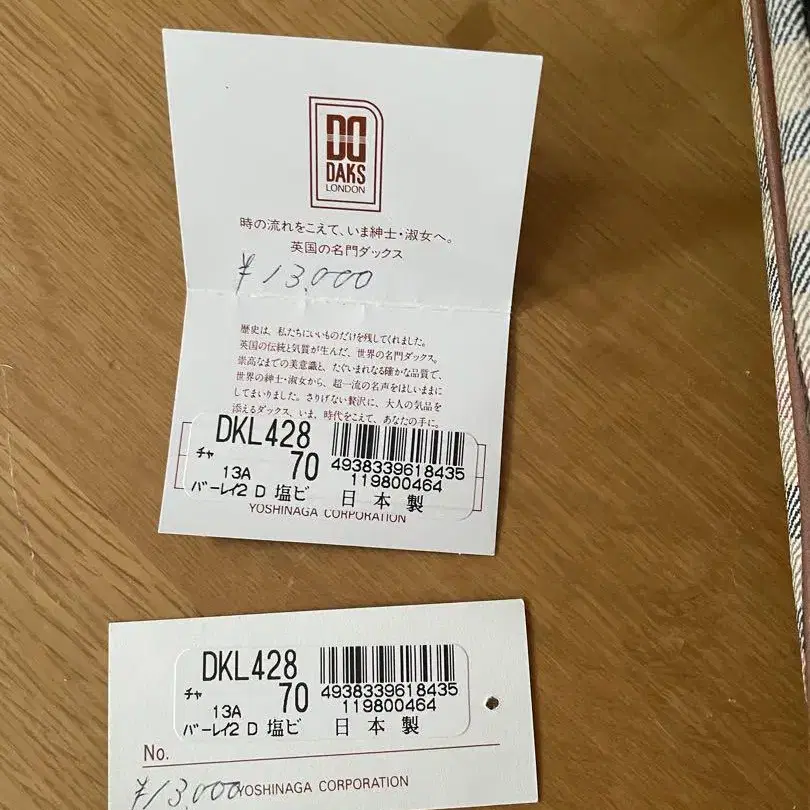 DD
DAKS
LONDON
時の流れをこえて、いま紳士・淑女へ。
英国の名門ダックス
¥13,000
歴史は、私たちにいいものだけを残してくれました。
英国の伝統と気質が生んだ、世界の名門ダックス。
崇高なまでの美意識と、たぐいまれなる確かな品質で、
世界の紳士・淑女から、超一流の名声をほしいままに
してまいりました。さりげない贅沢に、大人の気品を
添えるダックス、いま、時代をこえて、あなたの手に。
DKL428
チャ 70 4938339618435
13A 119800464
バーレイ2 D 塩ビ 日本製
YOSHINAGA CORPORATION
DKL428
チャ 70 4938339618435
13A 119800464
バーレイ2 D 塩ビ 日本製
No.
¥13,000 YOSHINAGA CORPORATION